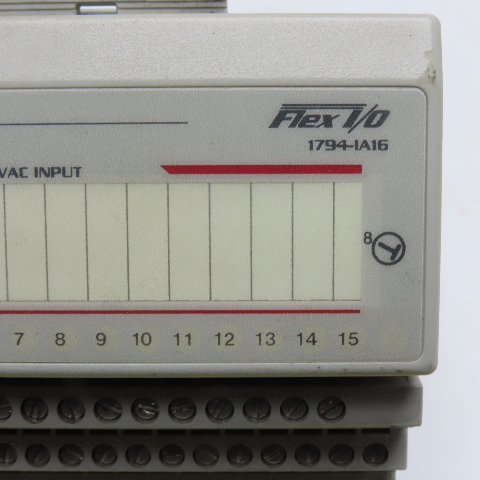 Flex I/O
1794-IA16
VAC INPUT
8
7 8 9 10 11 12 13 14 15